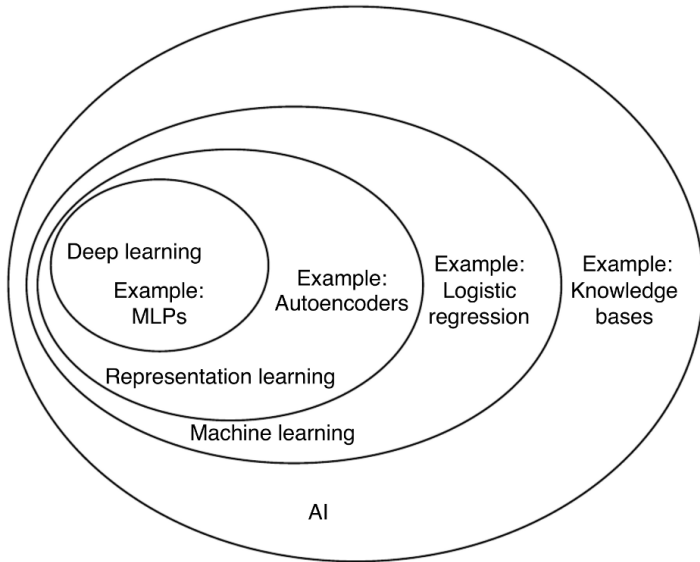 Deep learning
Example:
MLPs
Example:
Autoencoders
Example:
Logistic
regression
Example:
Knowledge
bases
Representation learning
Machine learning
AI